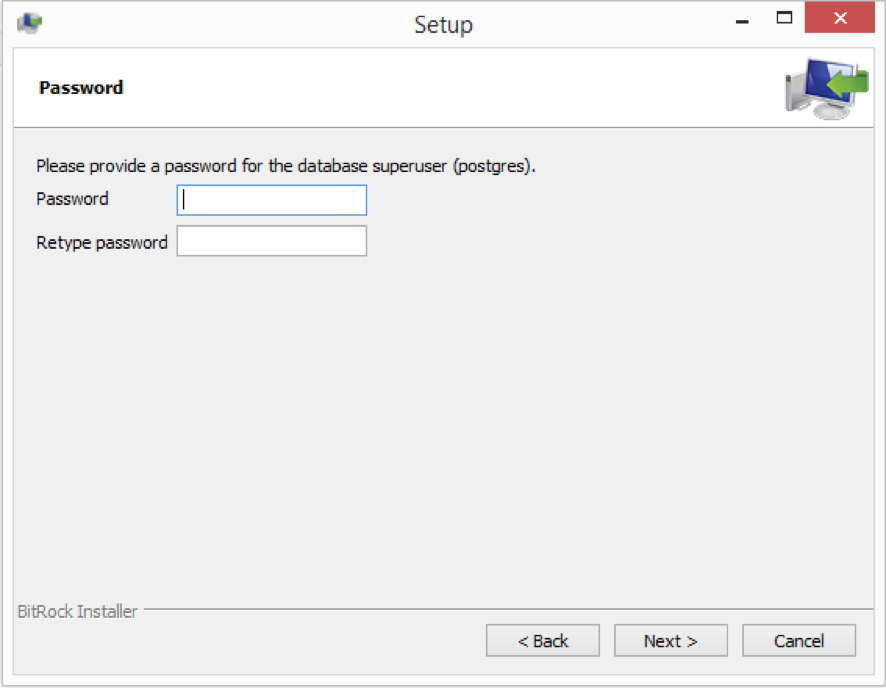 Setup
Password
Please provide a password for the database superuser (postgres).
Password
Retype password
BitRock Installer
< Back
Next >
Cancel